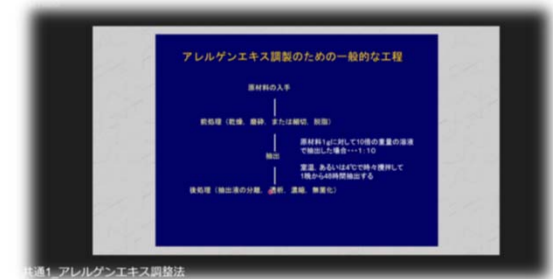 アレルゲンエキス調製のための一般的な工程
原材料の入手
前処理（乾燥, 磨砕, または細切, 脱脂）
原材料1gに対して10倍の重量の溶液
で抽出した場合・・・1：10
抽出
室温, あるいは4℃で時々攪拌して
1晩から48時間抽出する
後処理（抽出液の分離, 透析, 濃縮, 無菌化）
共通1_アレルゲンエキス調整法